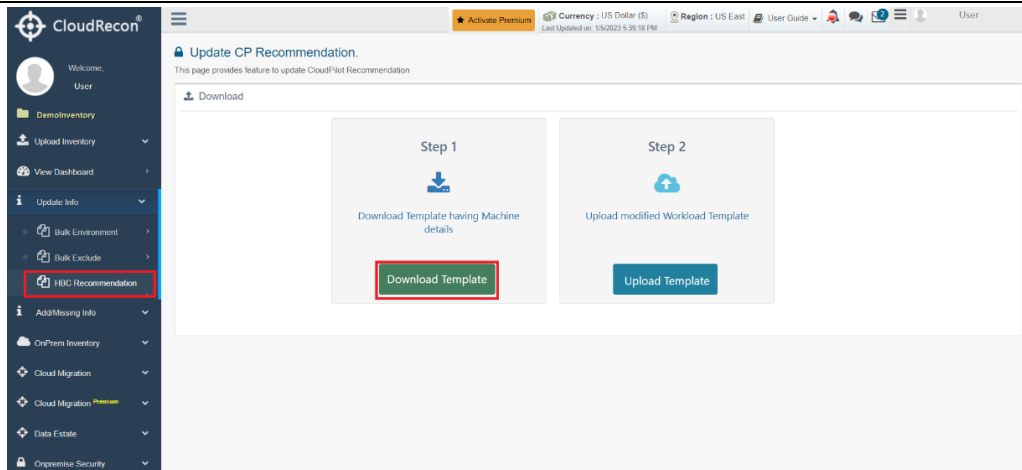 CloudRecon®
Activate Premium
Currency : US Dollar ($)
Last Updated on: 1/5/2023 5:39:18 PM
Region : US East
User Guide
2
User
Welcome,
User
DemoInventory
Upload Inventory
View Dashboard
Update Info
Bulk Environment
Bulk Exclude
HBC Recommendation
Add/Missing Info
OnPrem Inventory
Cloud Migration
Cloud Migration Premium
Data Estate
Onpremise Security
Update CP Recommendation.
This page provides feature to update CloudPilot Recommendation
Download
Step 1
Download Template having Machine
details
Download Template
Step 2
Upload modified Workload Template
Upload Template